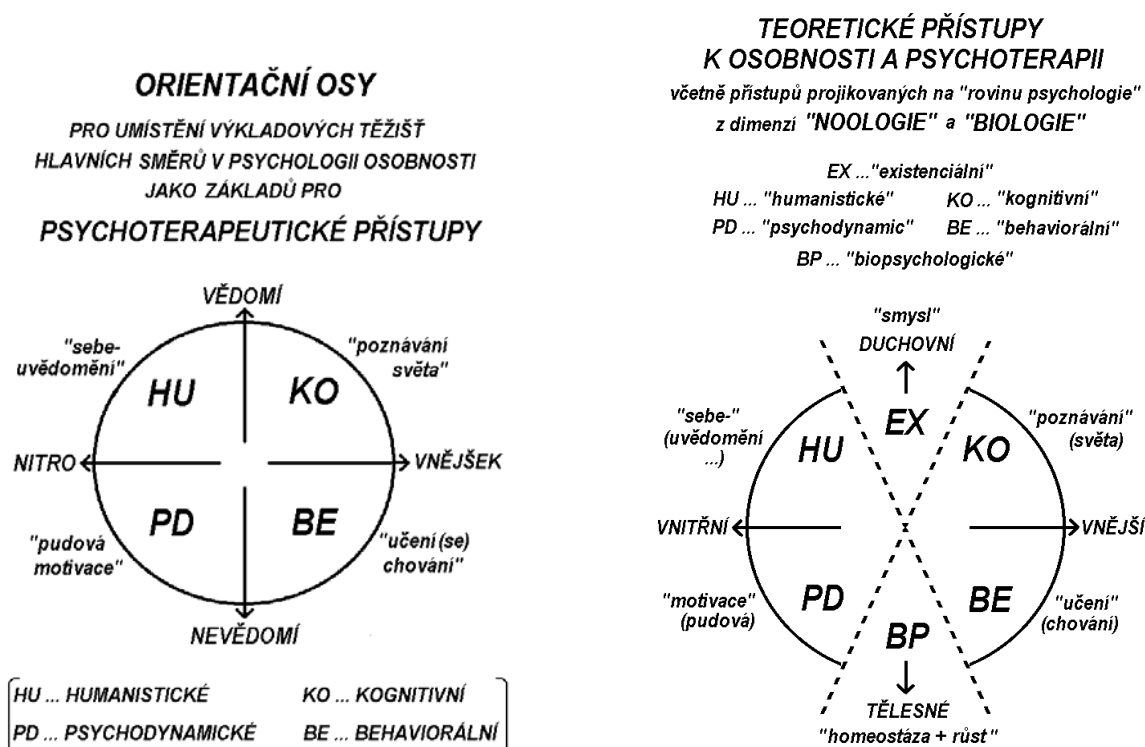 ORIENTAČNÍ OSY
PRO UMÍSTĚNÍ VÝKLADOVÝCH TĚŽIŠŤ
HLAVNÍCH SMĚRŮ V PSYCHOLOGII OSOBNOSTI
JAKO ZÁKLADŮ PRO
PSYCHOTERAPEUTICKÉ PŘÍSTUPY
VĚDOMÍ
"sebe-
uvědomění"
"poznávání
světa"
HU
KO
NITRO
VNĚJŠEK
PD
BE
"pudová
motivace"
"učení (se)
chování"
NEVĚDOMÍ
HU ... HUMANISTICKÉ
KO ... KOGNITIVNÍ
PD ... PSYCHODYNAMICKÉ
BE ... BEHAVIORÁLNÍ
TEORETICKÉ PŘÍSTUPY
K OSOBNOSTI A PSYCHOTERAPII
včetně přístupů projikovaných na "rovinu psychologie"
z dimenzí "NOOLOGIE" a "BIOLOGIE"
EX ..."existenciální"
HU ... "humanistické"
KO ... "kognitivní"
PD ... "psychodynamic"
BE ... "behaviorální"
BP ... "biopsychologické"
"smysl"
DUCHOVNÍ
"sebe-"
(uvědomění
...)
"poznávání"
(světa)
EX
HU
KO
VNITŘNÍ
VNĚJŠÍ
PD
BE
"motivace"
(pudová)
"učení"
(chování)
BP
TĚLESNÉ
"homeostáza + růst"